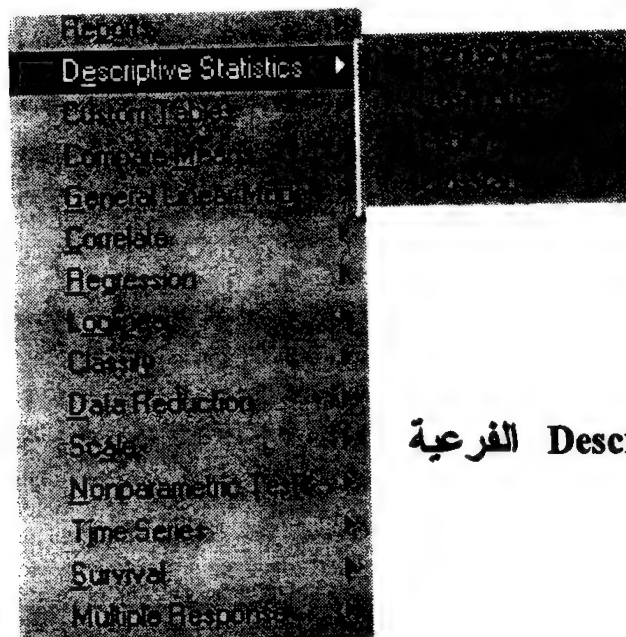 Reports
Descriptive Statistics
Custom Tables
Compare Means
General Linear Model
Correlate
Regression
Loglinear
Classify
Data Reduction
Scale
الفرعية Descr
Nonparametric Tests
Time Series
Survival
Multiple Response